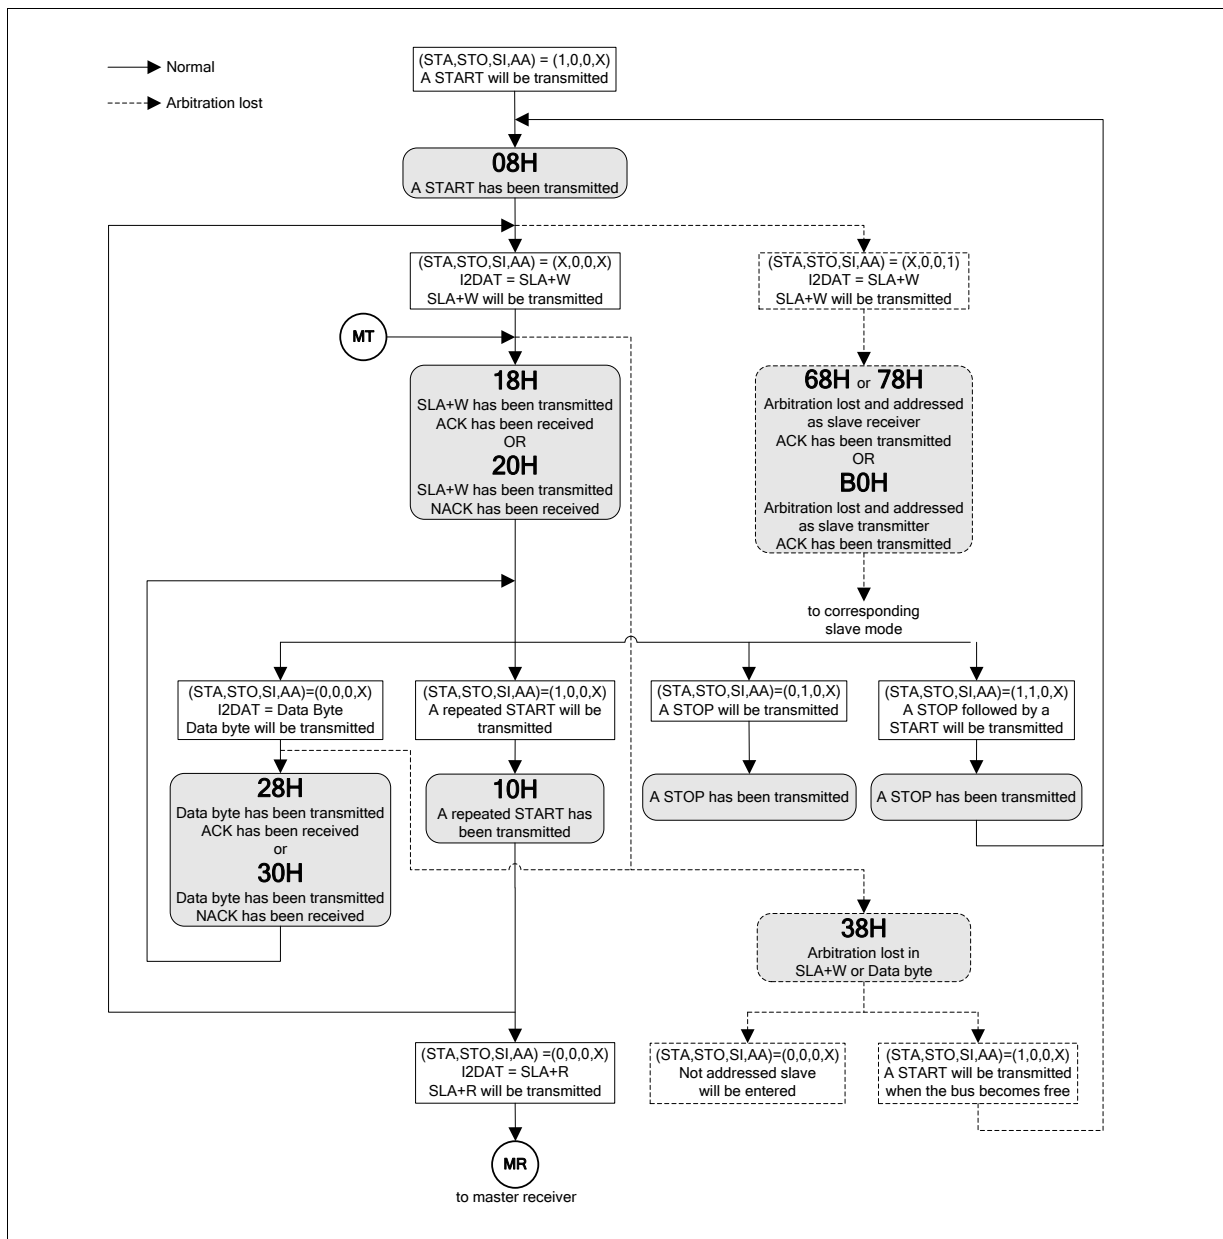 (STA,STO,SI,AA) = (1,0,0,X)
A START will be transmitted
Normal
Arbitration lost
08H
A START has been transmitted
(STA,STO,SI,AA) = (X,0,0,X)
I2DAT = SLA+W
SLA+W will be transmitted
(STA,STO,SI,AA) = (X,0,0,1)
I2DAT = SLA+W
SLA+W will be transmitted
MT
18H
SLA+W has been transmitted
ACK has been received
OR
20H
SLA+W has been transmitted
NACK has been received
68H or 78H
Arbitration lost and addressed
as slave receiver
ACK has been transmitted
OR
B0H
Arbitration lost and addressed
as slave transmitter
ACK has been transmitted
to corresponding
slave mode
(STA,STO,SI,AA)=(0,0,0,X)
I2DAT = Data Byte
Data byte will be transmitted
(STA,STO,SI,AA)=(1,0,0,X)
A repeated START will be
transmitted
(STA,STO,SI,AA)=(0,1,0,X)
A STOP will be transmitted
(STA,STO,SI,AA)=(1,1,0,X)
A STOP followed by a
START will be transmitted
28H
Data byte has been transmitted
ACK has been received
or
30H
Data byte has been transmitted
NACK has been received
10H
A repeated START has
been transmitted
A STOP has been transmitted
A STOP has been transmitted
38H
Arbitration lost in
SLA+W or Data byte
(STA,STO,SI,AA) =(0,0,0,X)
I2DAT = SLA+R
SLA+R will be transmitted
(STA,STO,SI,AA)=(0,0,0,X)
Not addressed slave
will be entered
(STA,STO,SI,AA)=(1,0,0,X)
A START will be transmitted
when the bus becomes free
MR
to master receiver